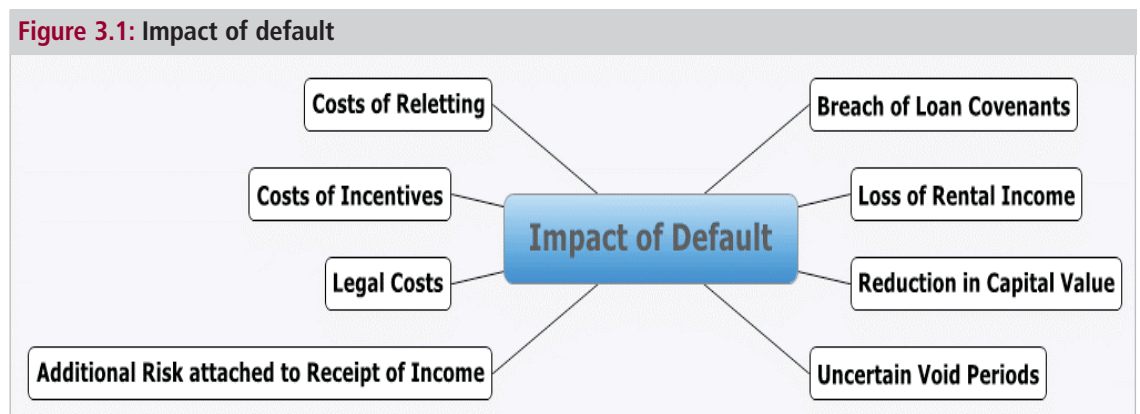 Figure 3.1: Impact of default
Costs of Reletting
Breach of Loan Covenants
Costs of Incentives
Loss of Rental Income
Impact of Default
Legal Costs
Reduction in Capital Value
Additional Risk attached to Receipt of Income
Uncertain Void Periods